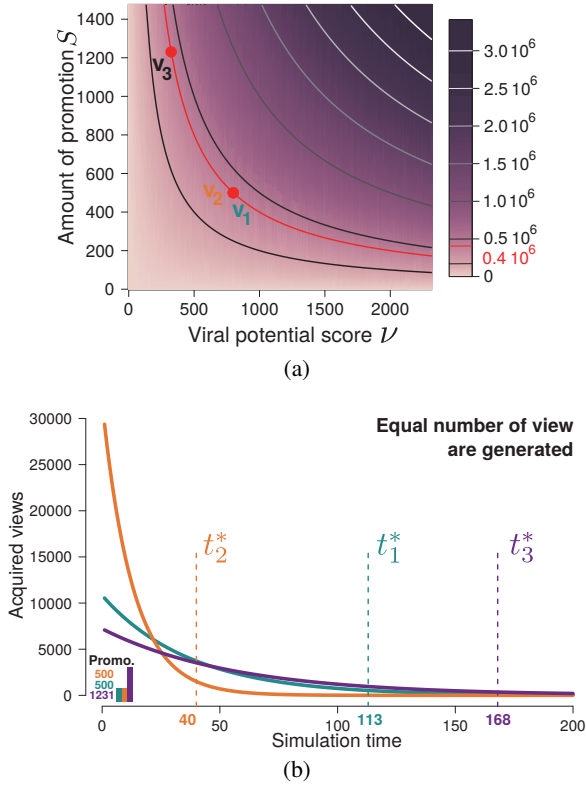 Amount of promotion S
1400
1200
1000
800
600
400
200
0
v3
v2
v1
0
500
1000
1500
2000
Viral potential score ν
3.0 10^6
2.0 10^6
1.5 10^6
1.0 10^6
0.5 10^6
0.4 10^6
0
(a)
Equal number of view
are generated
Acquired views
30000
25000
20000
15000
10000
5000
0
t2*
t1*
t3*
Promo.
500
500
1231
0
40
50
100
113
150
168
200
Simulation time
(b)